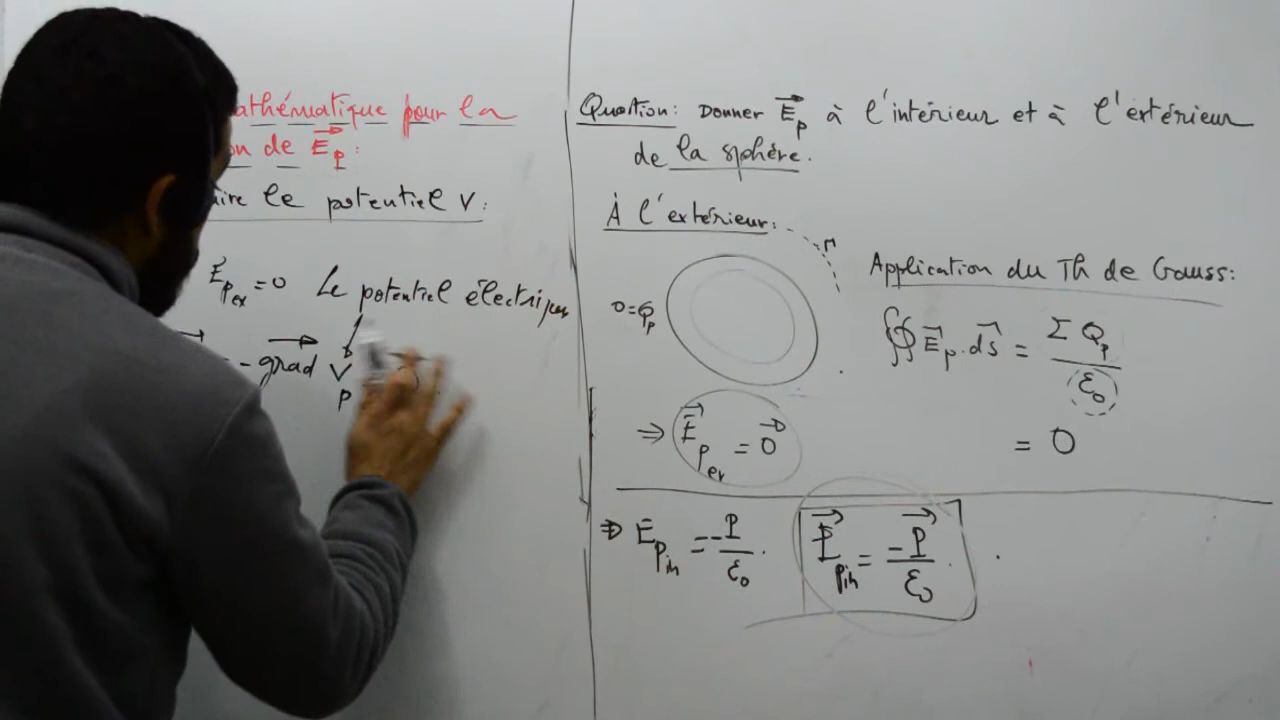 athématique pour la
on de E⃗p :
ire le potentiel V :
E⃗p ex = 0 Le potentiel électrique
- grad⃗ V p
Question : Donner E⃗p à l'intérieur et à l'extérieur
de la sphère.
À l'extérieur :
M
Application du Th de Gauss :
0 = Qp
∯ E⃗p . ds⃗ = Σ Qp / ε0
= 0
⇒ E⃗p ex = 0⃗
⇒ Ep in = - P / ε0 . E⃗p in = - P⃗ / ε0 .